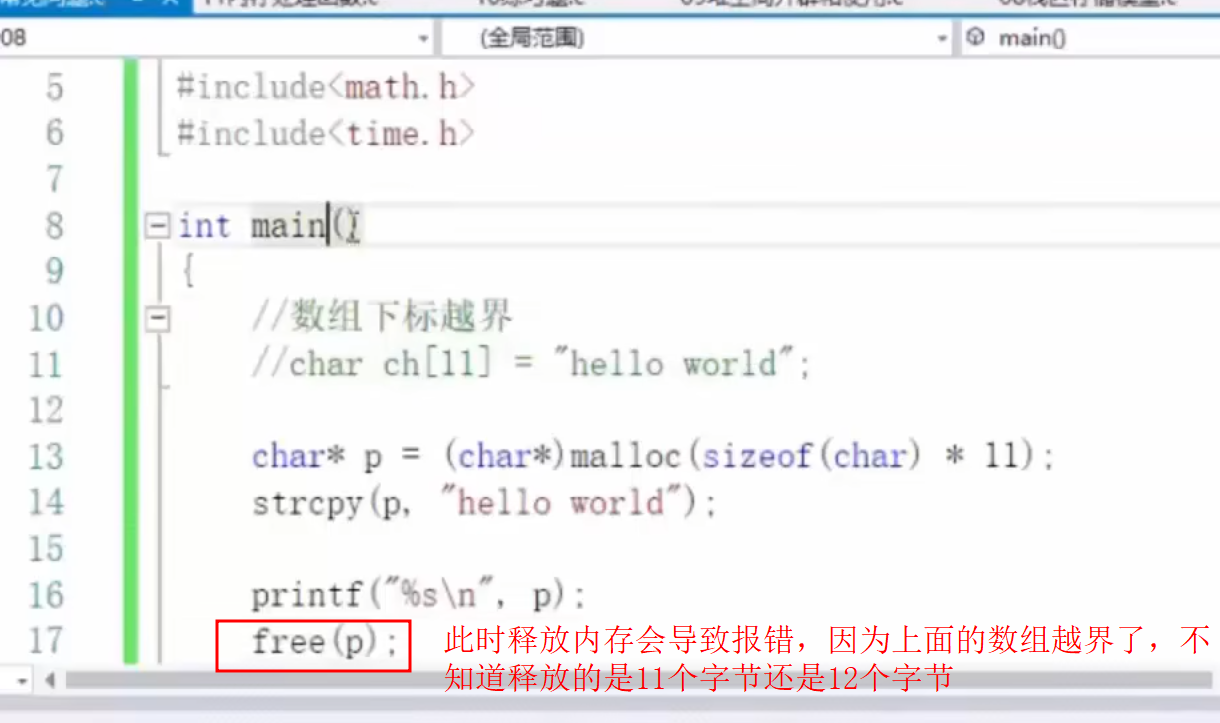 08 (全局范围) main()
5 #include<math.h>
6 #include<time.h>
7
8 int main()
9 {
10 //数组下标越界
11 //char ch[11] = "hello world";
12
13 char* p = (char*)malloc(sizeof(char) * 11);
14 strcpy(p, "hello world");
15
16 printf("%s\n", p);
17 free(p);
此时释放内存会导致报错，因为上面的数组越界了，不
知道释放的是11个字节还是12个字节